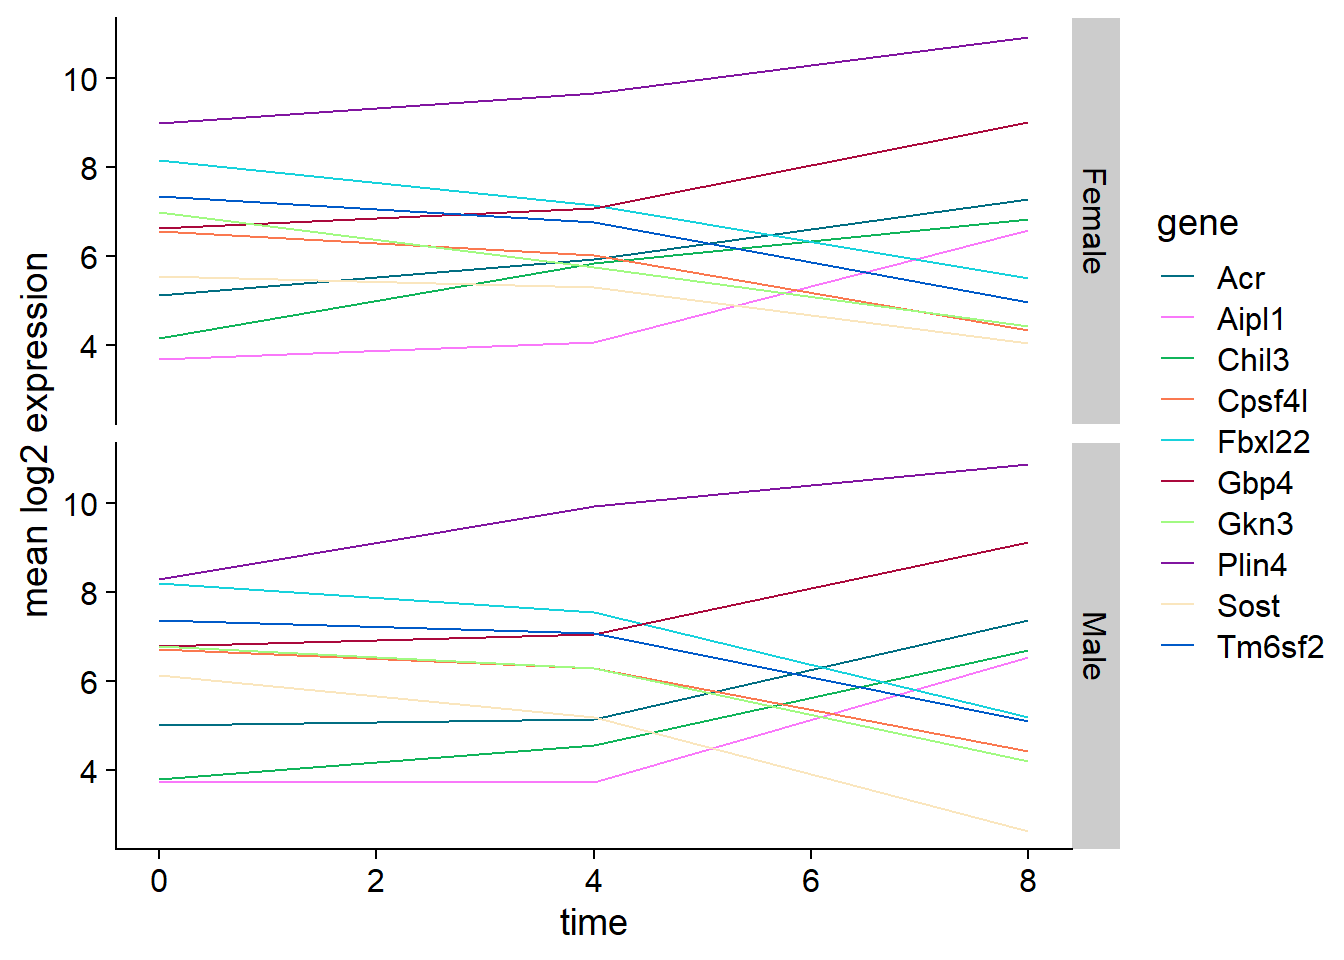 mean log2 expression
10
8
6
4
Female
10
8
6
4
Male
0 2 4 6 8
time
gene
Acr
Aipl1
Chil3
Cpsf4l
Fbxl22
Gbp4
Gkn3
Plin4
Sost
Tm6sf2